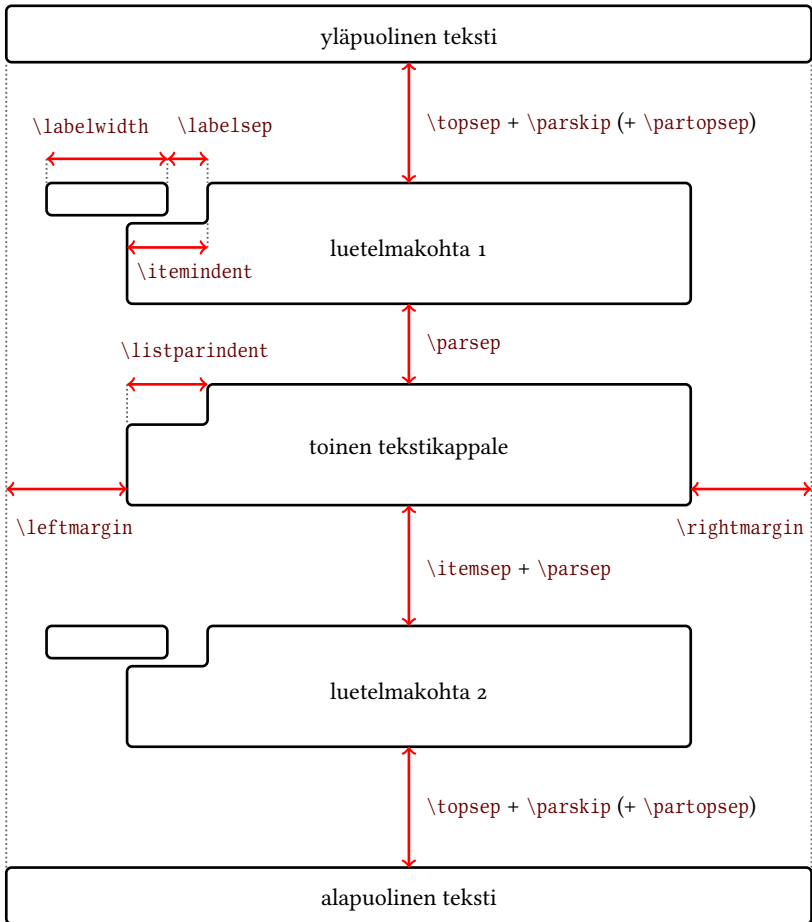 yläpuolinen teksti
\topsep + \parskip (+ \partopsep)
\labelwidth \labelsep
luetelmakohta 1
\itemindent
\parsep
\listparindent
toinen tekstikappale
\leftmargin \rightmargin
\itemsep + \parsep
luetelmakohta 2
\topsep + \parskip (+ \partopsep)
alapuolinen teksti